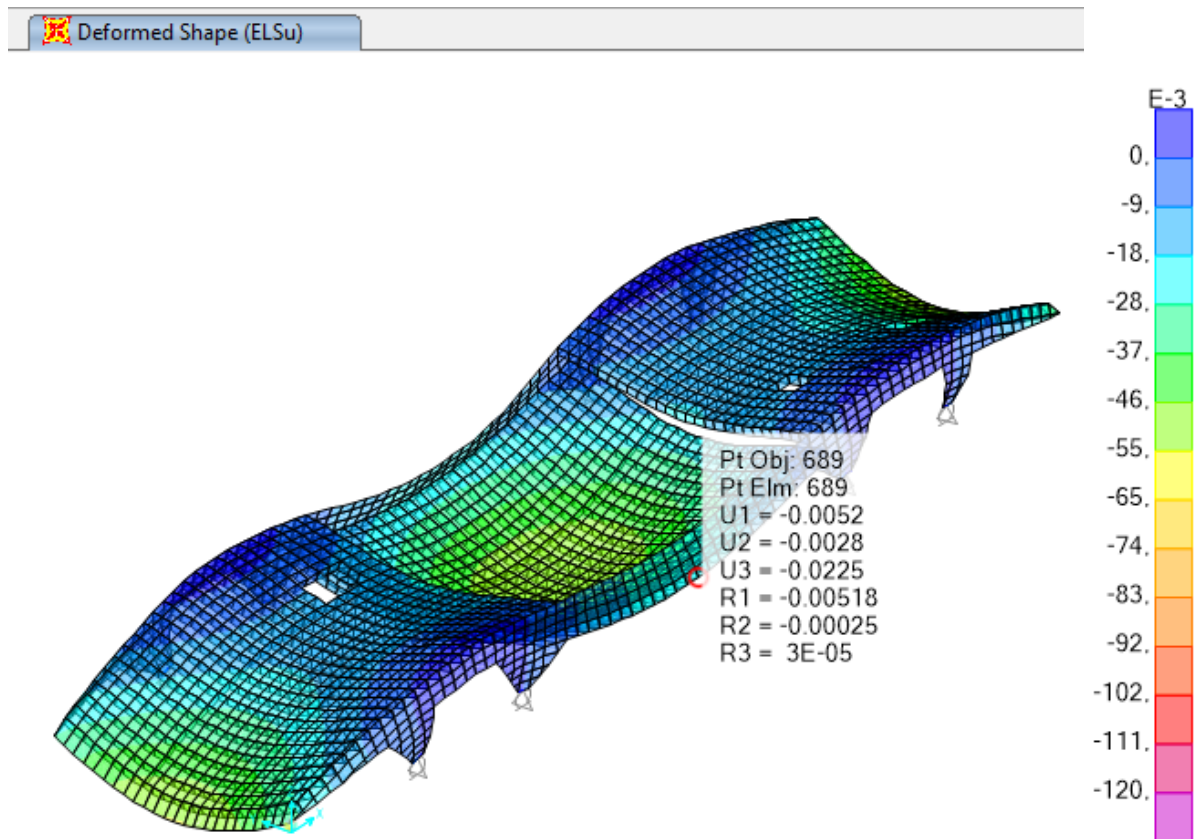 Deformed Shape (ELSu)
E-3
0,
-9,
-18,
-28,
-37,
-46,
-55,
-65,
-74,
-83,
-92,
-102,
-111,
-120,
Pt Obj: 689
Pt Elm: 689
U1 = -0.0052
U2 = -0.0028
U3 = -0.0225
R1 = -0.00518
R2 = -0.00025
R3 = 3E-05